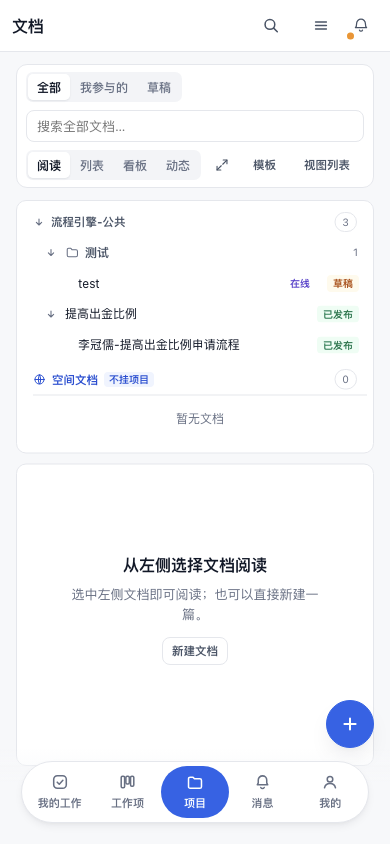 文档
全部 我参与的 草稿
搜索全部文档...
阅读 列表 看板 动态 模板 视图列表
流程引擎-公共 3
测试 1
test 在线 草稿
提高出金比例 已发布
李冠儒-提高出金比例申请流程 已发布
空间文档 不挂项目 0
暂无文档
从左侧选择文档阅读
选中左侧文档即可阅读；也可以直接新建一
篇。
新建文档
我的工作 工作项 项目 消息 我的